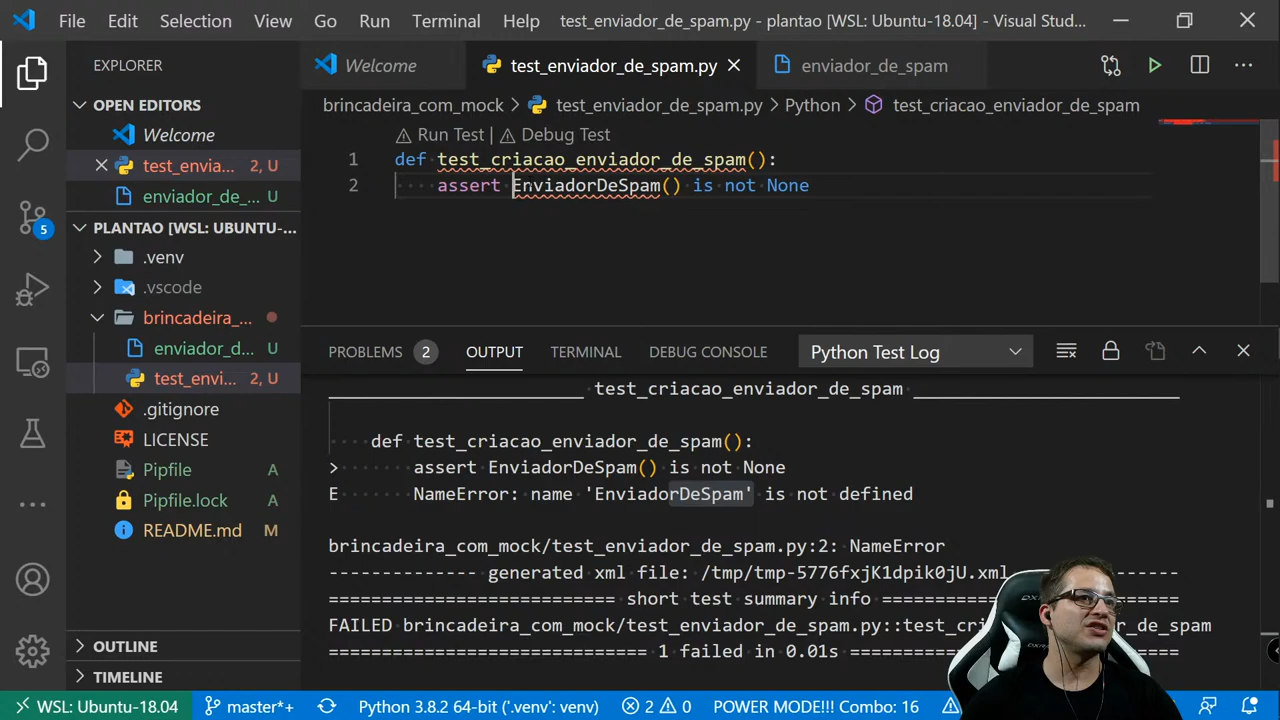 File Edit Selection View Go Run Terminal Help test_enviador_de_spam.py - plantao [WSL: Ubuntu-18.04] - Visual Stud...
EXPLORER
Welcome test_enviador_de_spam.py enviador_de_spam
OPEN EDITORS
Welcome
test_envia... 2, U
enviador_de_... U
PLANTAO [WSL: UBUNTU-...
.venv
.vscode
brincadeira_...
enviador_d... U
test_envi... 2, U
.gitignore
LICENSE
Pipfile A
Pipfile.lock A
README.md M
OUTLINE
TIMELINE
5
brincadeira_com_mock > test_enviador_de_spam.py > Python > test_criacao_enviador_de_spam
Run Test | Debug Test
1 def test_criacao_enviador_de_spam():
2 assert EnviadorDeSpam() is not None
PROBLEMS 2 OUTPUT TERMINAL DEBUG CONSOLE Python Test Log
_______________________ test_criacao_enviador_de_spam ________________________
def test_criacao_enviador_de_spam():
> assert EnviadorDeSpam() is not None
E NameError: name 'EnviadorDeSpam' is not defined
brincadeira_com_mock/test_enviador_de_spam.py:2: NameError
-------------- generated xml file: /tmp/tmp-5776fxjK1dpik0jU.xml ------
=========================== short test summary info ===========================
FAILED brincadeira_com_mock/test_enviador_de_spam.py::test_cri er_de_spam
============================== 1 failed in 0.01s ==============================
WSL: Ubuntu-18.04 master*+ Python 3.8.2 64-bit ('.venv': venv) 2 0 POWER MODE!!! Combo: 16